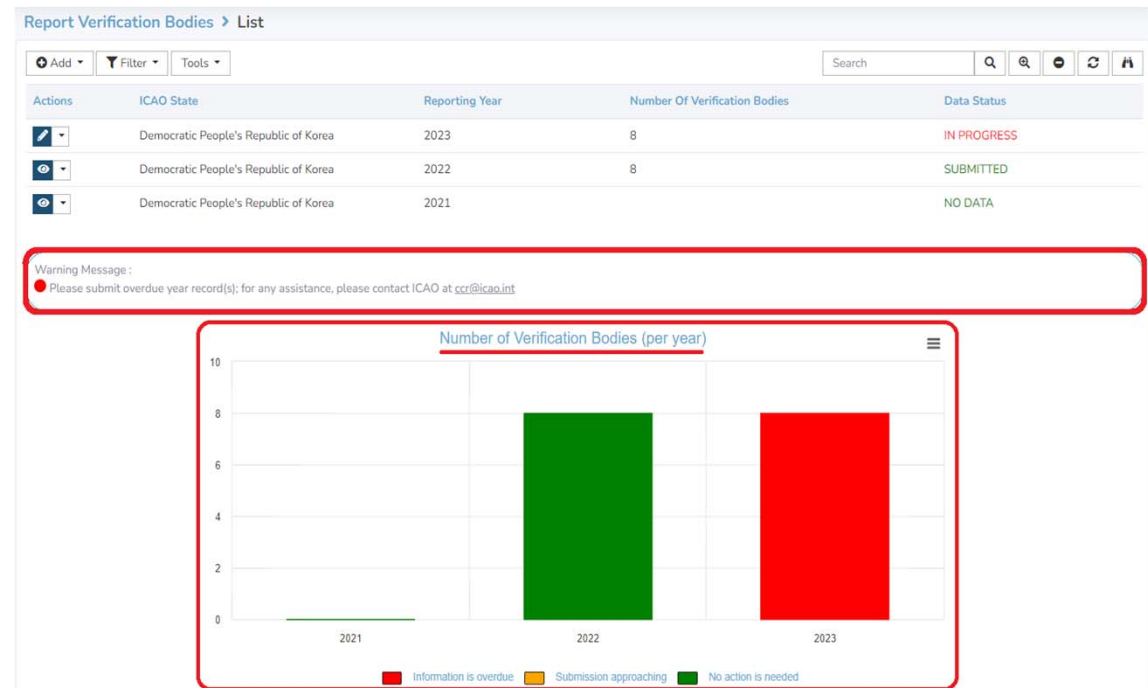 Report Verification Bodies > List
Add Filter Tools Search
Actions ICAO State Reporting Year Number Of Verification Bodies Data Status
Democratic People's Republic of Korea 2023 8 IN PROGRESS
Democratic People's Republic of Korea 2022 8 SUBMITTED
Democratic People's Republic of Korea 2021 NO DATA
Warning Message :
Please submit overdue year record(s); for any assistance, please contact ICAO at ccr@icao.int
Number of Verification Bodies (per year)
10
8
6
4
2
0
2021 2022 2023
Information is overdue Submission approaching No action is needed